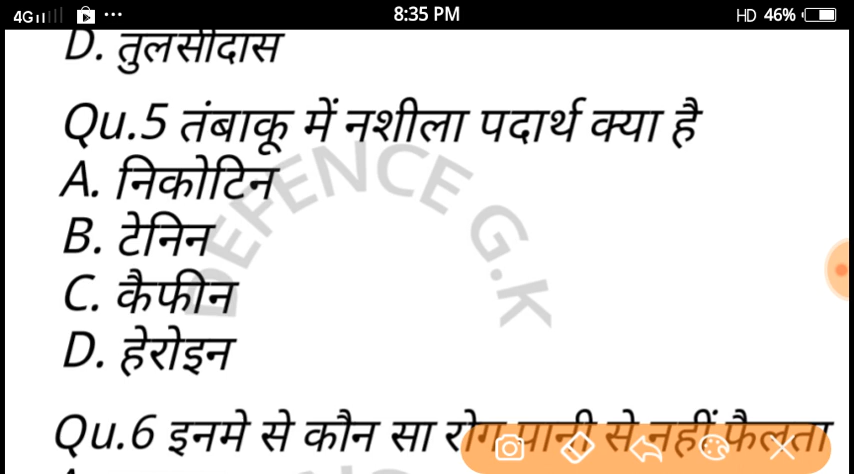 4G 8:35 PM HD 46%
D. तुलसीदास
Qu.5 तंबाकू में नशीला पदार्थ क्या है
A. निकोटिन
B. टेनिन
C. कैफीन
D. हेरोइन
DEFENCE G.K
Qu.6 इनमे से कौन सा रोग पानी से नहीं फैलता